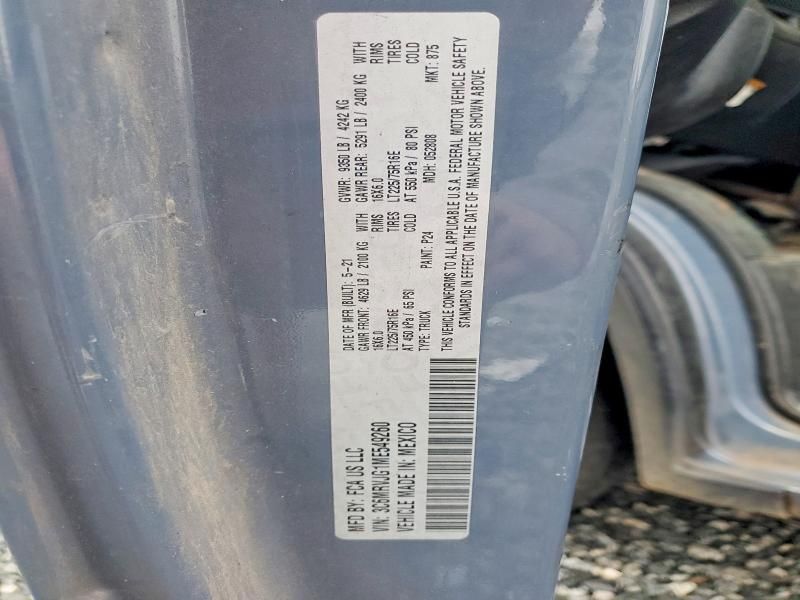 MFD BY: FCA US LLC
DATE OF MFR (BUILT): 5-21
GVWR: 9350 LB / 4242 KG
GAWR FRONT: 4629 LB / 2100 KG WITH
GAWR REAR: 5291 LB / 2400 KG WITH
16X6.0 RIMS
16X6.0 RIMS
LT225/75R16E TIRES
LT225/75R16E TIRES
AT 450 kPa / 65 PSI COLD
AT 550 kPa / 80 PSI COLD
VIN: 3C6MRVJG1ME549260
TYPE: TRUCK
PAINT: P24
MDH: 052808
MKT: 875
VEHICLE MADE IN: MEXICO
THIS VEHICLE CONFORMS TO ALL APPLICABLE U.S.A. FEDERAL MOTOR VEHICLE SAFETY
STANDARDS IN EFFECT ON THE DATE OF MANUFACTURE SHOWN ABOVE.